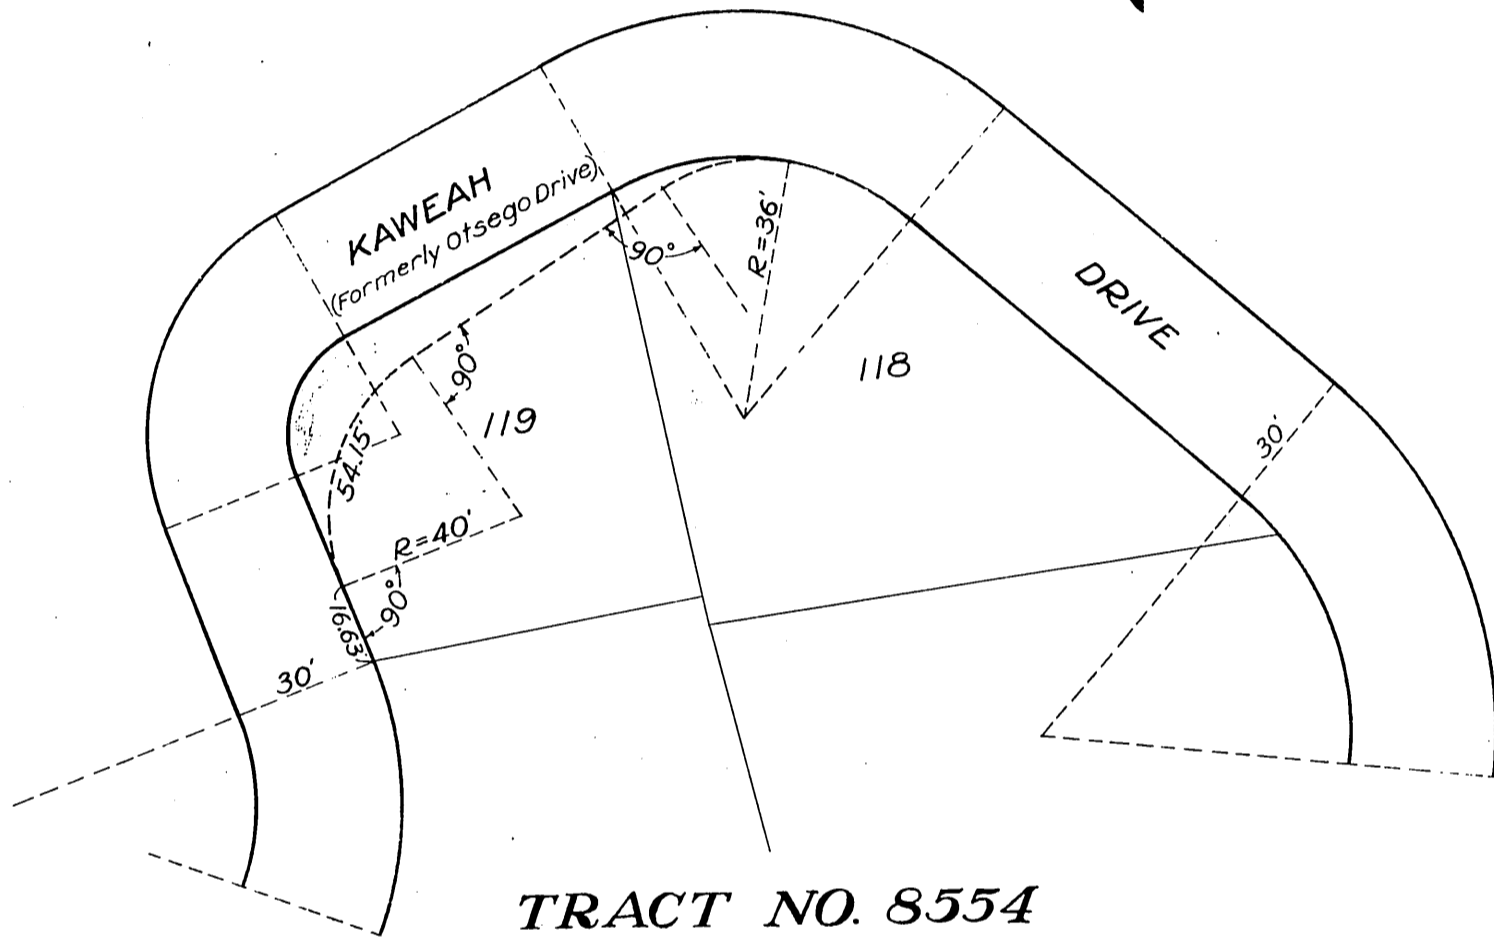 KAWEAH
(Formerly Otsego Drive)
DRIVE
90°
R=36'
118
90°
119
54.15'
R=40'
90°
16.63'
30'
30'
TRACT NO. 8554